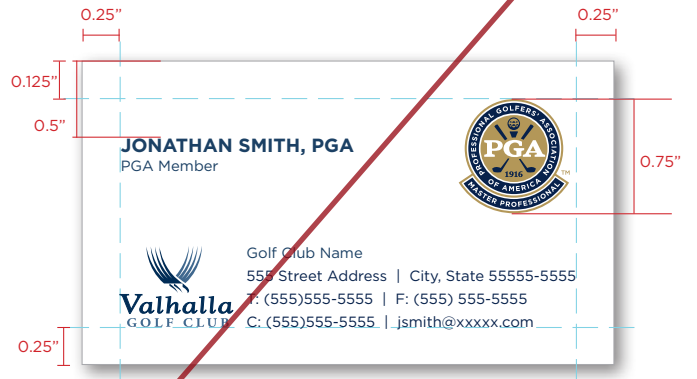 0.25”
0.25”
0.125”
0.5”
JONATHAN SMITH, PGA
PGA Member
PROFESSIONAL GOLFERS' ASSOCIATION
PGA
1916
OF AMERICA
MASTER PROFESSIONAL
TM
0.75”
Golf Club Name
555 Street Address | City, State 55555-5555
Valhalla
T: (555)555-5555 | F: (555) 555-5555
GOLF CLUB
C: (555)555-5555 | jsmith@xxxxx.com
0.25”